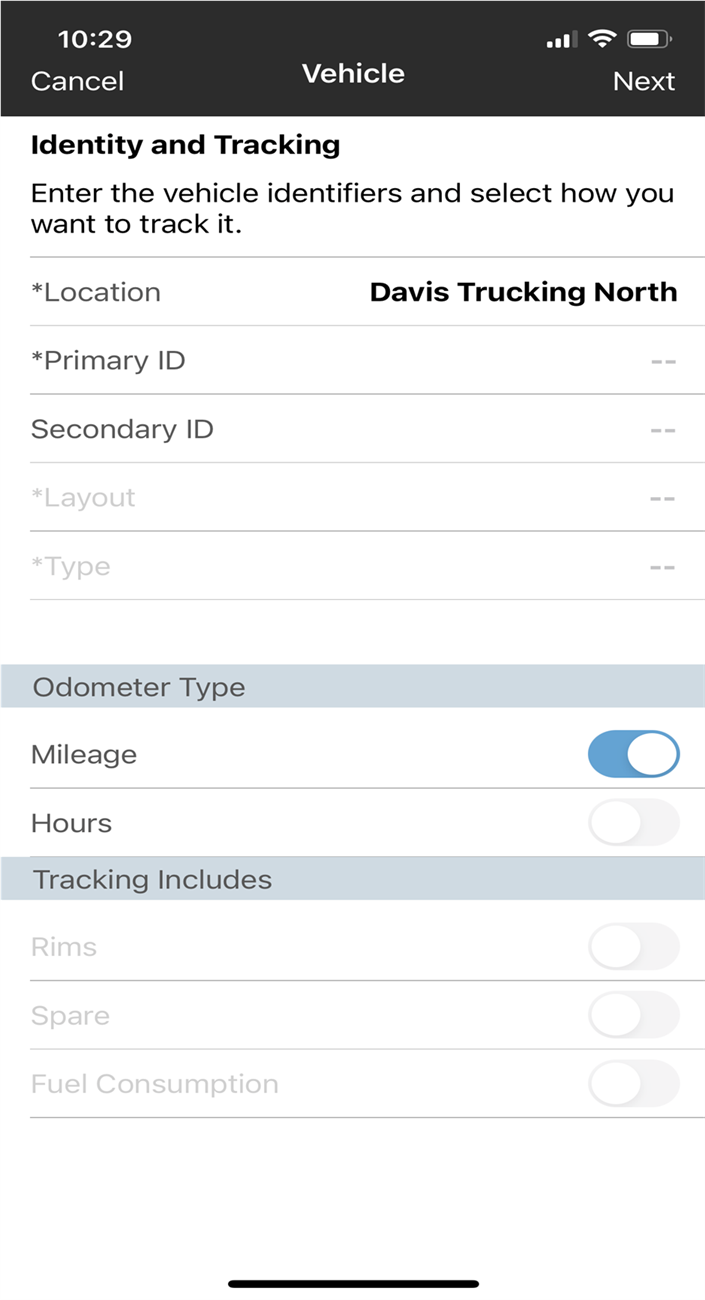 10:29
Cancel
Vehicle
Next
Identity and Tracking
Enter the vehicle identifiers and select how you
want to track it.
*Location
Davis Trucking North
*Primary ID
--
Secondary ID
--
*Layout
--
*Type
--
Odometer Type
Mileage
Hours
Tracking Includes
Rims
Spare
Fuel Consumption